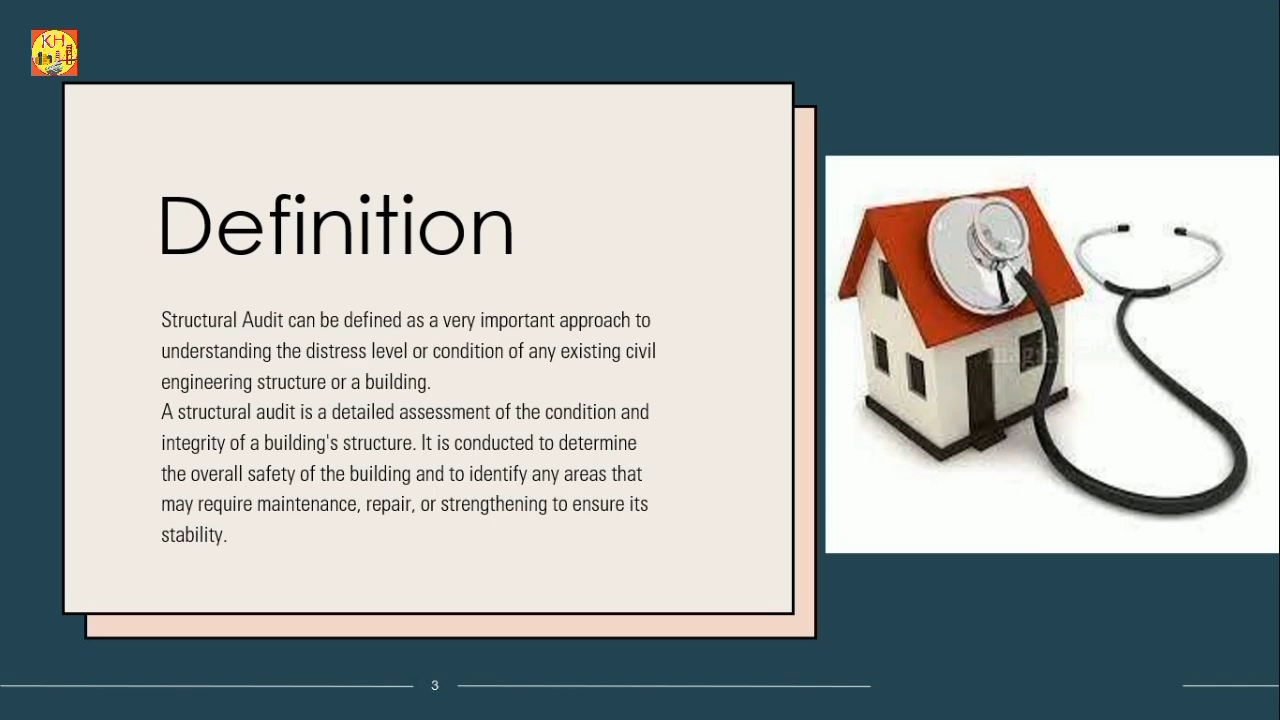 KH
Definition
Structural Audit can be defined as a very important approach to
understanding the distress level or condition of any existing civil
engineering structure or a building.
A structural audit is a detailed assessment of the condition and
integrity of a building's structure. It is conducted to determine
the overall safety of the building and to identify any areas that
may require maintenance, repair, or strengthening to ensure its
stability.
3